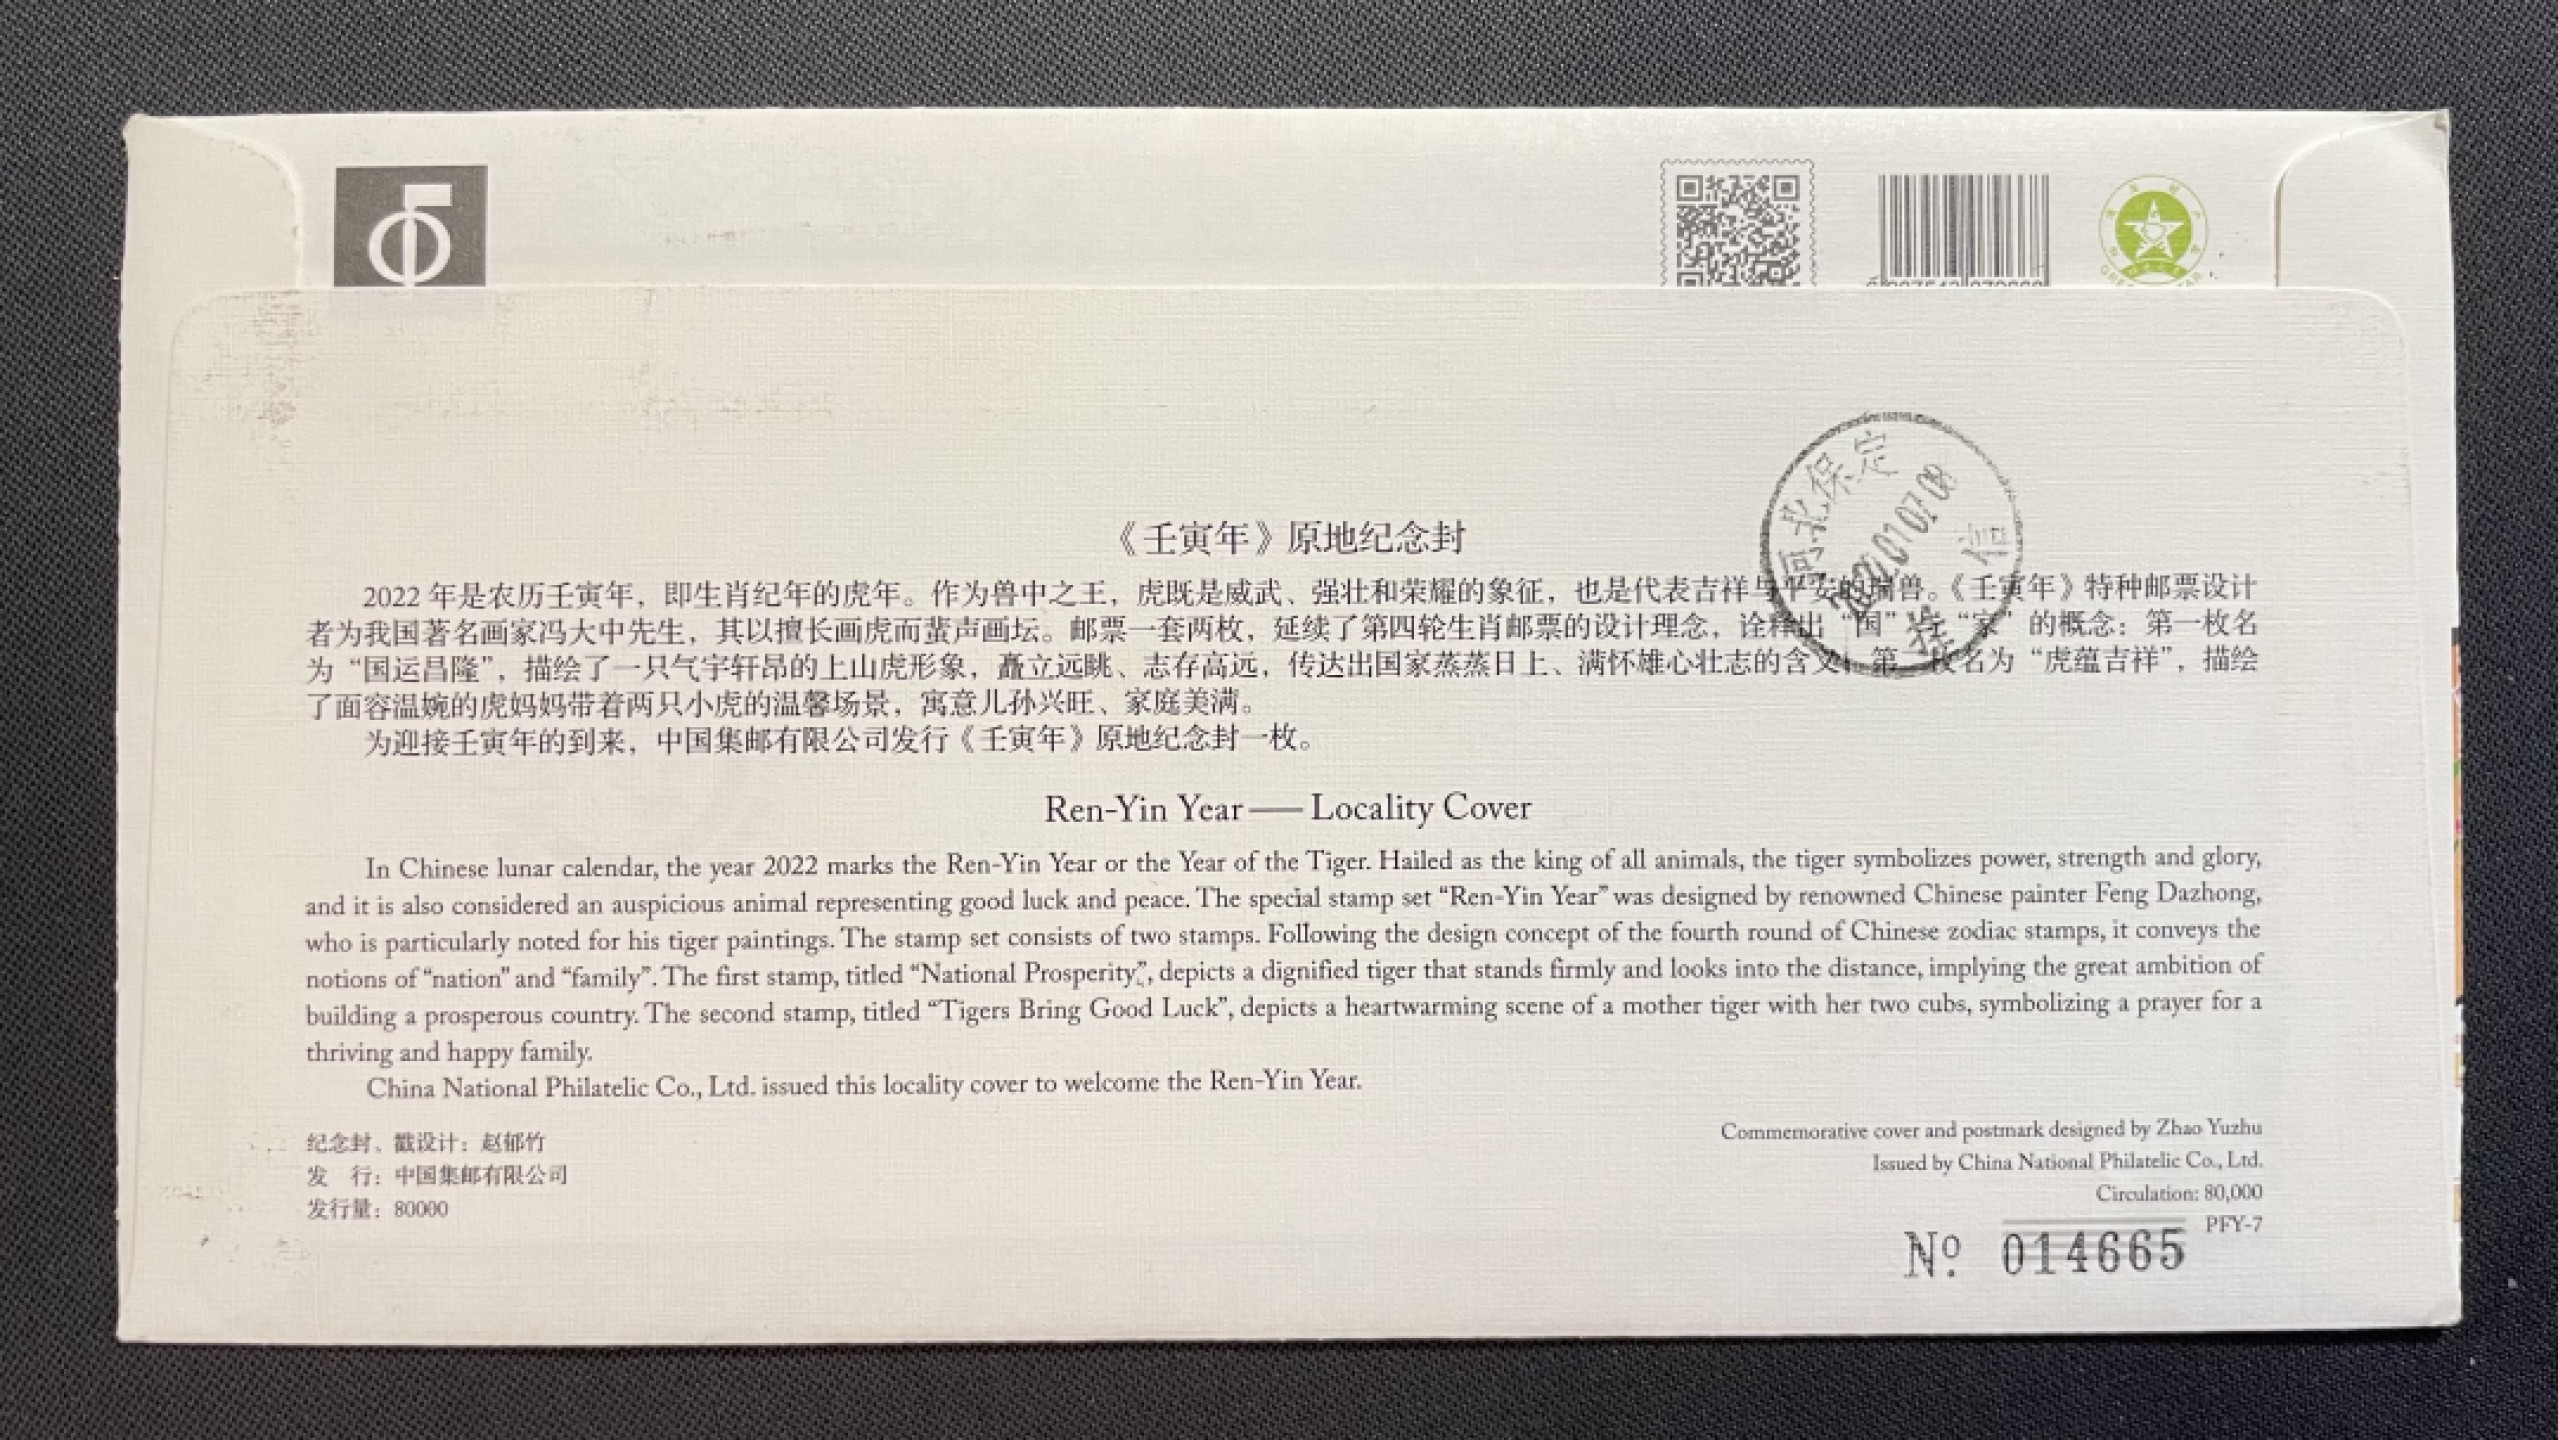 《壬寅年》原地纪念封
2022 年是农历壬寅年，即生肖纪年的虎年。作为兽中之王，虎既是威武、强壮和荣耀的象征，也是代表吉祥与平安的瑞兽。《壬寅年》特种邮票设计
者为我国著名画家冯大中先生，其以擅长画虎而蜚声画坛。邮票一套两枚，延续了第四轮生肖邮票的设计理念，诠释出“国”与“家”的概念：第一枚名
为“国运昌隆”，描绘了一只气宇轩昂的上山虎形象，矗立远眺、志存高远，传达出国家蒸蒸日上、满怀雄心壮志的含义；第二枚名为“虎蕴吉祥”，描绘
了面容温婉的虎妈妈带着两只小虎的温馨场景，寓意儿孙兴旺、家庭美满。
为迎接壬寅年的到来，中国集邮有限公司发行《壬寅年》原地纪念封一枚。
河北保定
2022.01.07.08
挂 信
Ren-Yin Year——Locality Cover
In Chinese lunar calendar, the year 2022 marks the Ren-Yin Year or the Year of the Tiger. Hailed as the king of all animals, the tiger symbolizes power, strength and glory,
and it is also considered an auspicious animal representing good luck and peace. The special stamp set “Ren-Yin Year” was designed by renowned Chinese painter Feng Dazhong,
who is particularly noted for his tiger paintings. The stamp set consists of two stamps. Following the design concept of the fourth round of Chinese zodiac stamps, it conveys the
notions of “nation” and “family”. The first stamp, titled “National Prosperity”, depicts a dignified tiger that stands firmly and looks into the distance, implying the great ambition of
building a prosperous country. The second stamp, titled “Tigers Bring Good Luck”, depicts a heartwarming scene of a mother tiger with her two cubs, symbolizing a prayer for a
thriving and happy family.
China National Philatelic Co., Ltd. issued this locality cover to welcome the Ren-Yin Year.
纪念封、戳设计：赵郁竹
发 行：中国集邮有限公司
发行量：80000
Commemorative cover and postmark designed by Zhao Yuzhu
Issued by China National Philatelic Co., Ltd.
Circulation: 80,000
PFY-7
Nº 014665